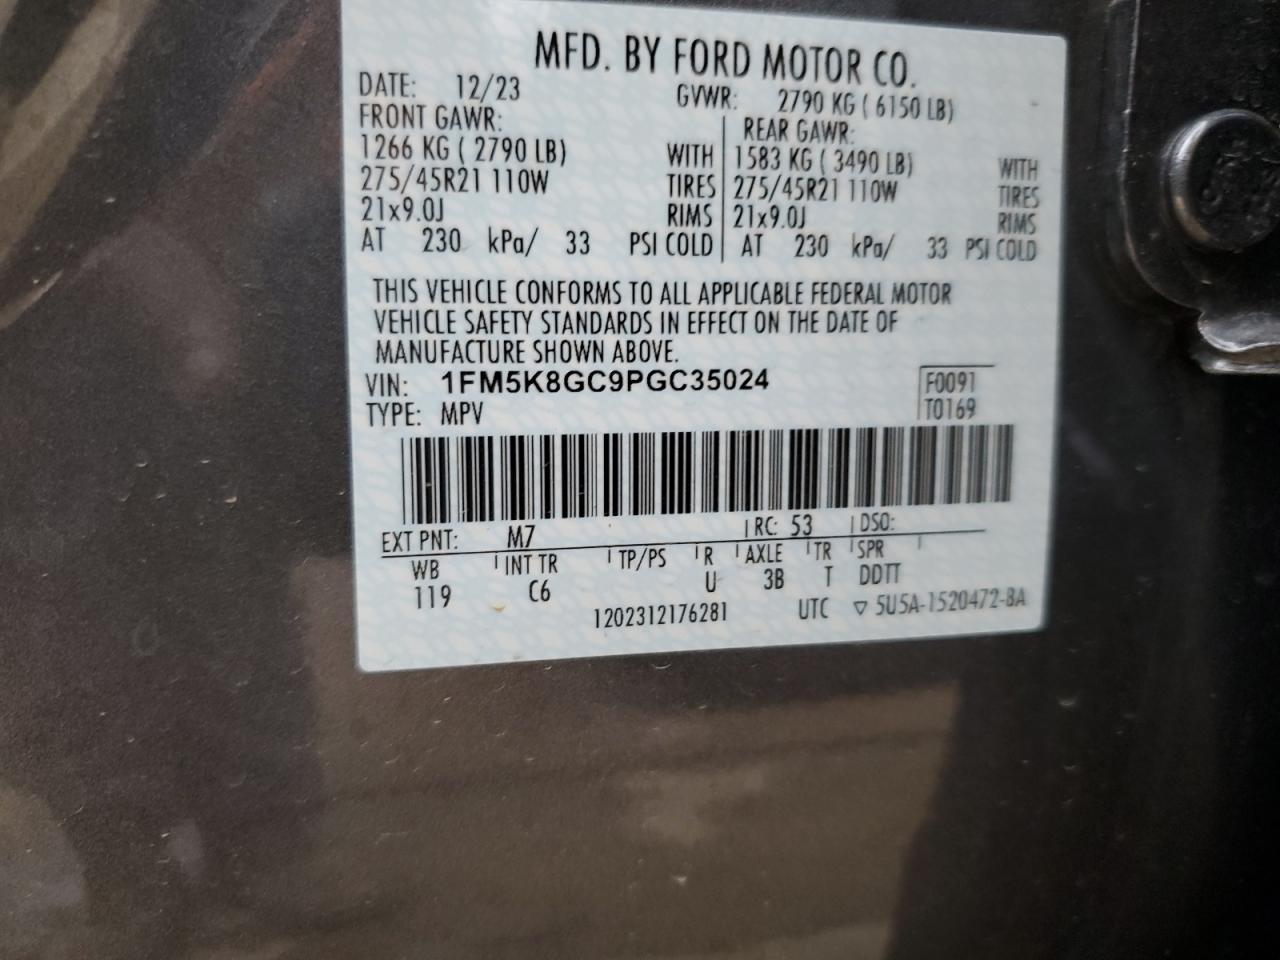 MFD. BY FORD MOTOR CO.
DATE: 12/23 GVWR: 2790 KG ( 6150 LB)
FRONT GAWR: REAR GAWR:
1266 KG ( 2790 LB) WITH 1583 KG ( 3490 LB) WITH
275/45R21 110W TIRES 275/45R21 110W TIRES
21x9.0J RIMS 21x9.0J RIMS
AT 230 kPa/ 33 PSI COLD AT 230 kPa/ 33 PSI COLD
THIS VEHICLE CONFORMS TO ALL APPLICABLE FEDERAL MOTOR
VEHICLE SAFETY STANDARDS IN EFFECT ON THE DATE OF
MANUFACTURE SHOWN ABOVE.
VIN: 1FM5K8GC9PGC35024 F0091
TYPE: MPV T0169
EXT PNT: M7 RC: 53 DSO:
WB INT TR TP/PS R AXLE TR SPR
119 C6 U 3B T DDTT
1202312176281 UTC ▽ 5U5A-1520472-BA